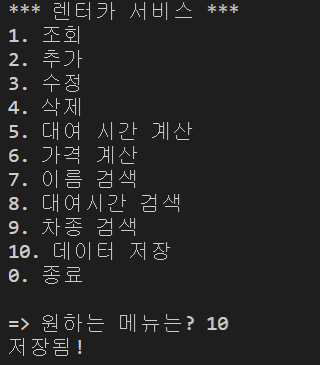 *** 렌터카 서비스 ***
1. 조회
2. 추가
3. 수정
4. 삭제
5. 대여 시간 계산
6. 가격 계산
7. 이름 검색
8. 대여시간 검색
9. 차종 검색
10. 데이터 저장
0. 종료
=> 원하는 메뉴는? 10
저장됨!